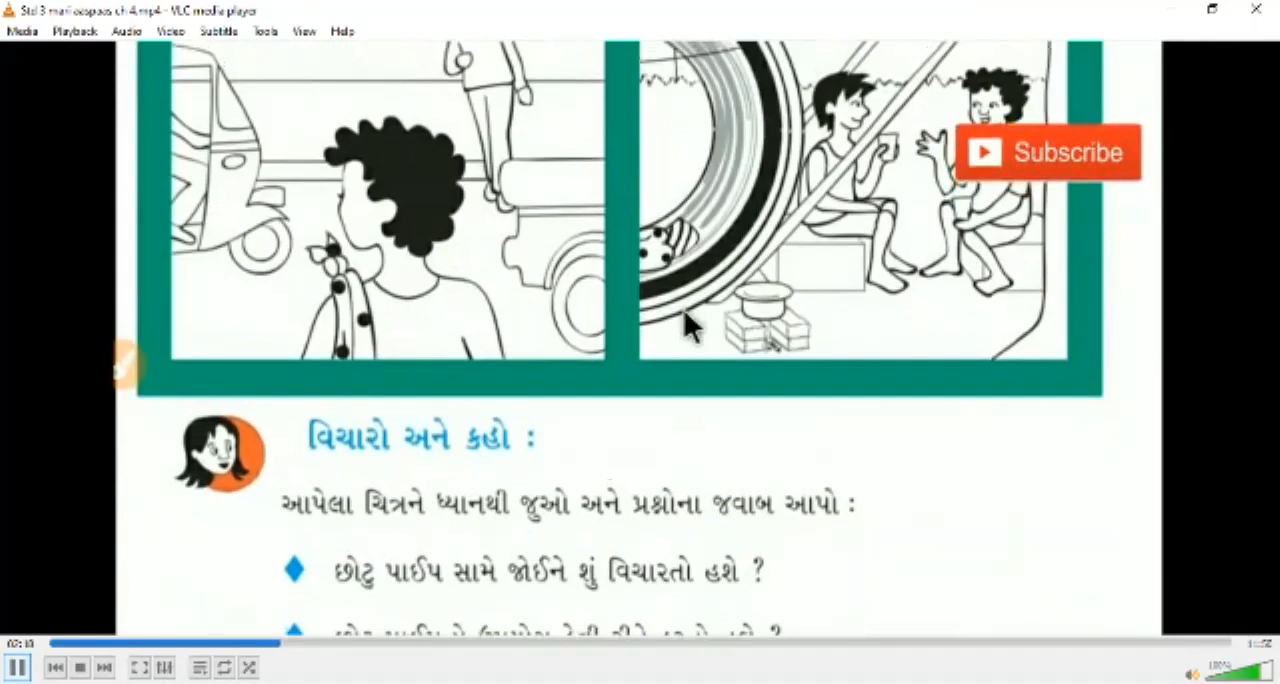 Std 3 mari aaspaas ch 4.mp4 - VLC media player
Media Playback Audio Video Subtitle Tools View Help
Subscribe
વિચારો અને કહો :
આપેલા ચિત્રને ધ્યાનથી જુઓ અને પ્રશ્નોના જવાબ આપો :
છોટુ પાઈપ સામે જોઈને શું વિચારતો હશે ?
100%